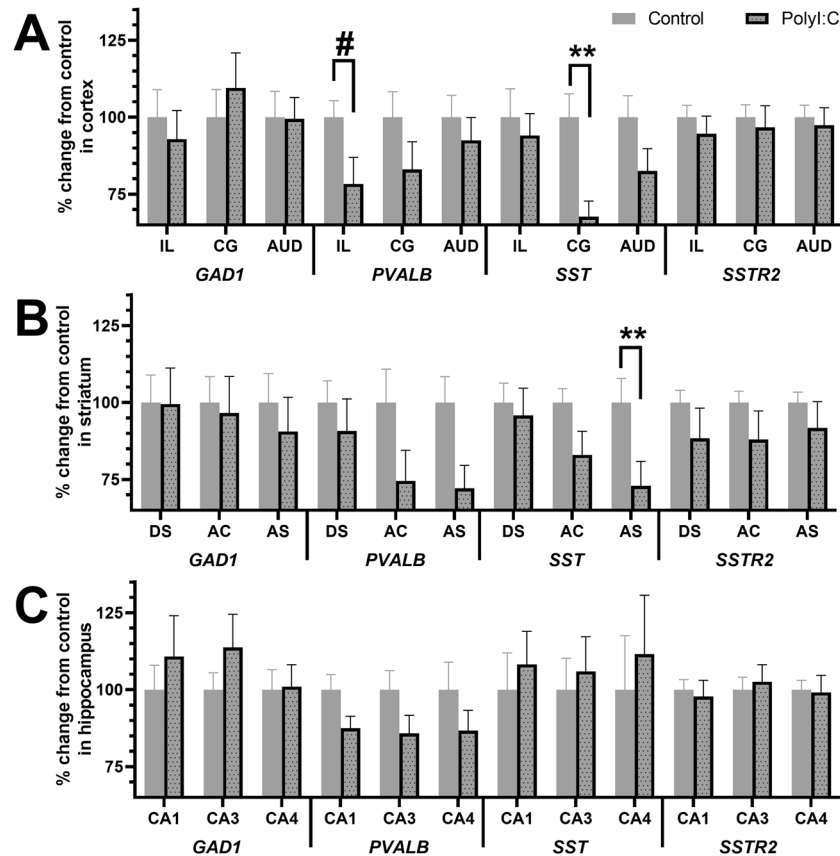 A
Control PolyI:C
% change from control
in cortex
125
100
75
#
**
IL CG AUD IL CG AUD IL CG AUD IL CG AUD
GAD1 PVALB SST SSTR2
B
% change from control
in striatum
125
100
75
**
DS AC AS DS AC AS DS AC AS DS AC AS
GAD1 PVALB SST SSTR2
C
% change from control
in hippocampus
125
100
75
CA1 CA3 CA4 CA1 CA3 CA4 CA1 CA3 CA4 CA1 CA3 CA4
GAD1 PVALB SST SSTR2